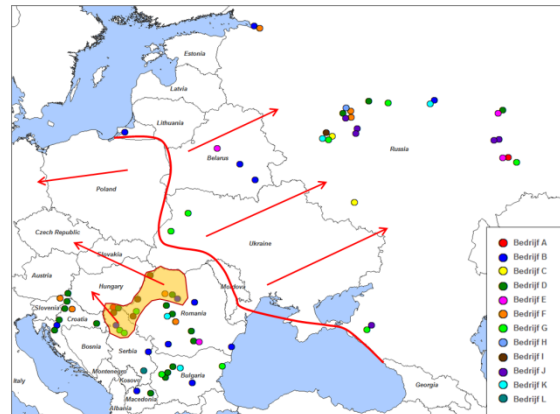 Estonia
Latvia
Lithuania
Russia
Belarus
Poland
Czech Republic
Ukraine
Slovakia
Austria
Hungary
Moldova
Slovenia
Croatia
Romania
Bosnia
Serbia
Italy
Montenegro
Kosovo
Bulgaria
Macedonia
Albania
Georgia
Bedrijf A
Bedrijf B
Bedrijf C
Bedrijf D
Bedrijf E
Bedrijf F
Bedrijf G
Bedrijf H
Bedrijf I
Bedrijf J
Bedrijf K
Bedrijf L